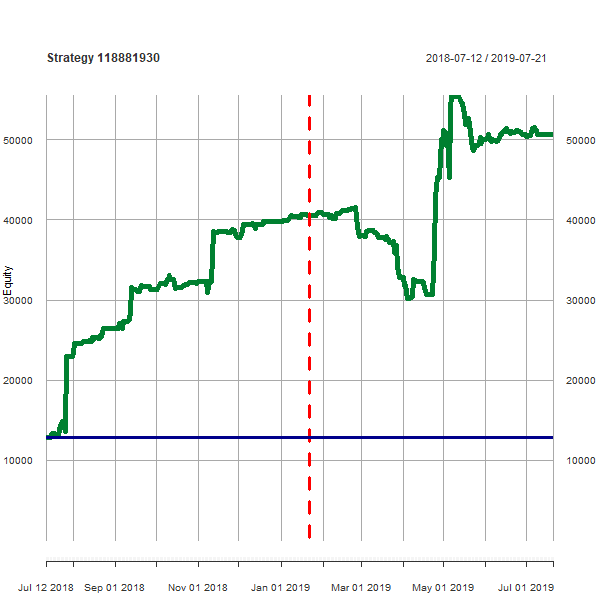 Strategy 118881930
2018-07-12 / 2019-07-21
Equity
50000
40000
30000
20000
10000
50000
40000
30000
20000
10000
Jul 12 2018
Sep 01 2018
Nov 01 2018
Jan 01 2019
Mar 01 2019
May 01 2019
Jul 01 2019